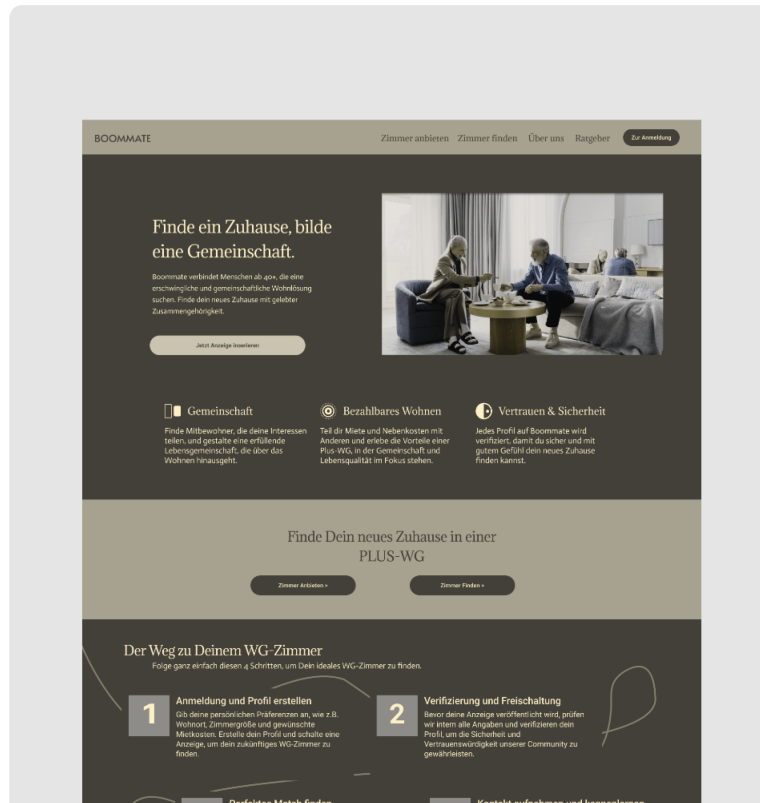 BOOMMATE
Zimmer anbieten Zimmer finden Über uns Ratgeber Zur Anmeldung
Finde ein Zuhause, bilde
eine Gemeinschaft.
Boommate verbindet Menschen ab 40+, die eine
erschwingliche und gemeinschaftliche Wohnlösung
suchen. Finde dein neues Zuhause mit gelebter
Zusammengehörigkeit.
Jetzt Anzeige inserieren
Gemeinschaft
Finde Mitbewohner, die deine Interessen
teilen, und gestalte eine erfüllende
Lebensgemeinschaft, die über das
Wohnen hinausgeht.
Bezahlbares Wohnen
Teil dir Miete und Nebenkosten mit
Anderen und erlebe die Vorteile einer
Plus-WG, in der Gemeinschaft und
Lebensqualität im Fokus stehen.
Vertrauen & Sicherheit
Jedes Profil auf Boommate wird
verifiziert, damit du sicher und mit
gutem Gefühl dein neues Zuhause
finden kannst.
Finde Dein neues Zuhause in einer
PLUS-WG
Zimmer Anbieten >
Zimmer Finden >
Der Weg zu Deinem WG-Zimmer
Folge ganz einfach diesen 4 Schritten, um Dein ideales WG-Zimmer zu finden.
1
Anmeldung und Profil erstellen
Gib deine persönlichen Präferenzen an, wie z.B.
Wohnort, Zimmergröße und gewünschte
Mietkosten. Erstelle dein Profil und schalte eine
Anzeige, um dein zukünftiges WG-Zimmer zu
finden.
2
Verifizierung und Freischaltung
Bevor deine Anzeige veröffentlicht wird, prüfen
wir intern alle Angaben und verifizieren dein
Profil, um die Sicherheit und
Vertrauenswürdigkeit unserer Community zu
gewährleisten.
Perfektes Match finden
Kontakt aufnehmen und kennenlernen